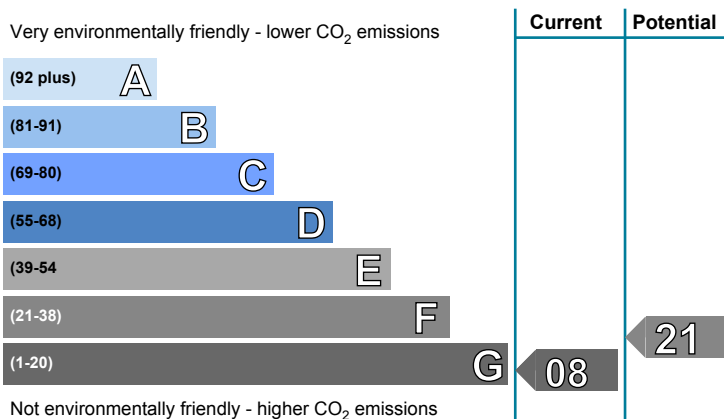 Current Potential
Very environmentally friendly - lower CO2 emissions
(92 plus) A
(81-91) B
(69-80) C
(55-68) D
(39-54 E
(21-38) F
21
(1-20) G
08
Not environmentally friendly - higher CO2 emissions